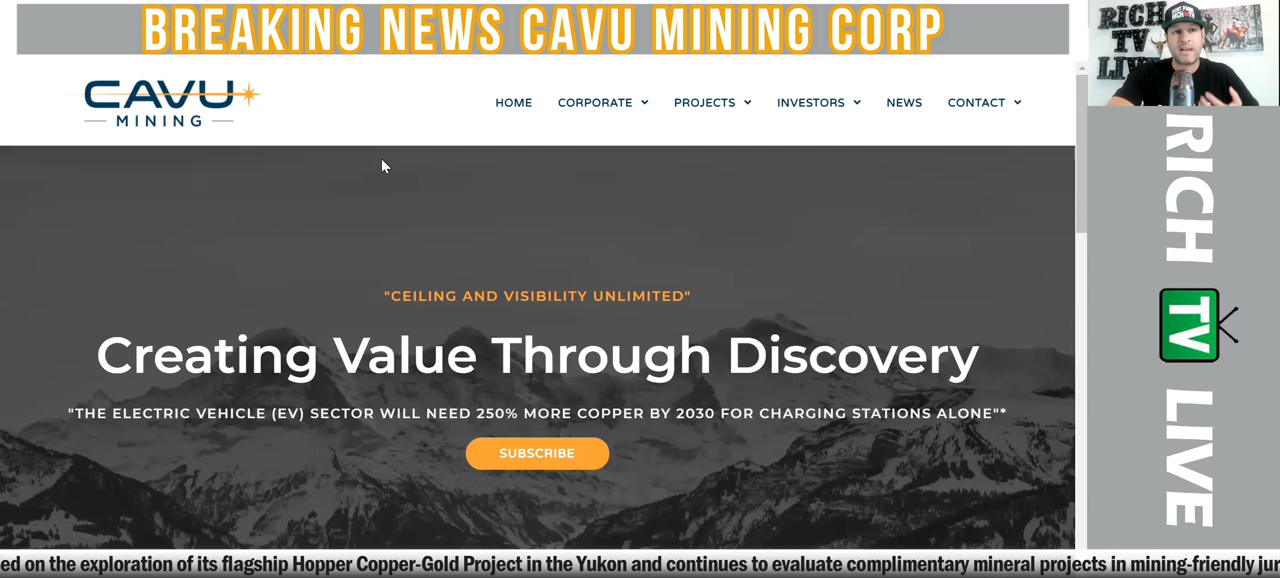 BREAKING NEWS CAVU MINING CORP
RICH
TV
LIVE
CAVU
MINING
HOME
CORPORATE
PROJECTS
INVESTORS
NEWS
CONTACT
"CEILING AND VISIBILITY UNLIMITED"
Creating Value Through Discovery
"THE ELECTRIC VEHICLE (EV) SECTOR WILL NEED 250% MORE COPPER BY 2030 FOR CHARGING STATIONS ALONE"*
SUBSCRIBE
RICH
TV
LIVE
ed on the exploration of its flagship Hopper Copper-Gold Project in the Yukon and continues to evaluate complimentary mineral projects in mining-friendly